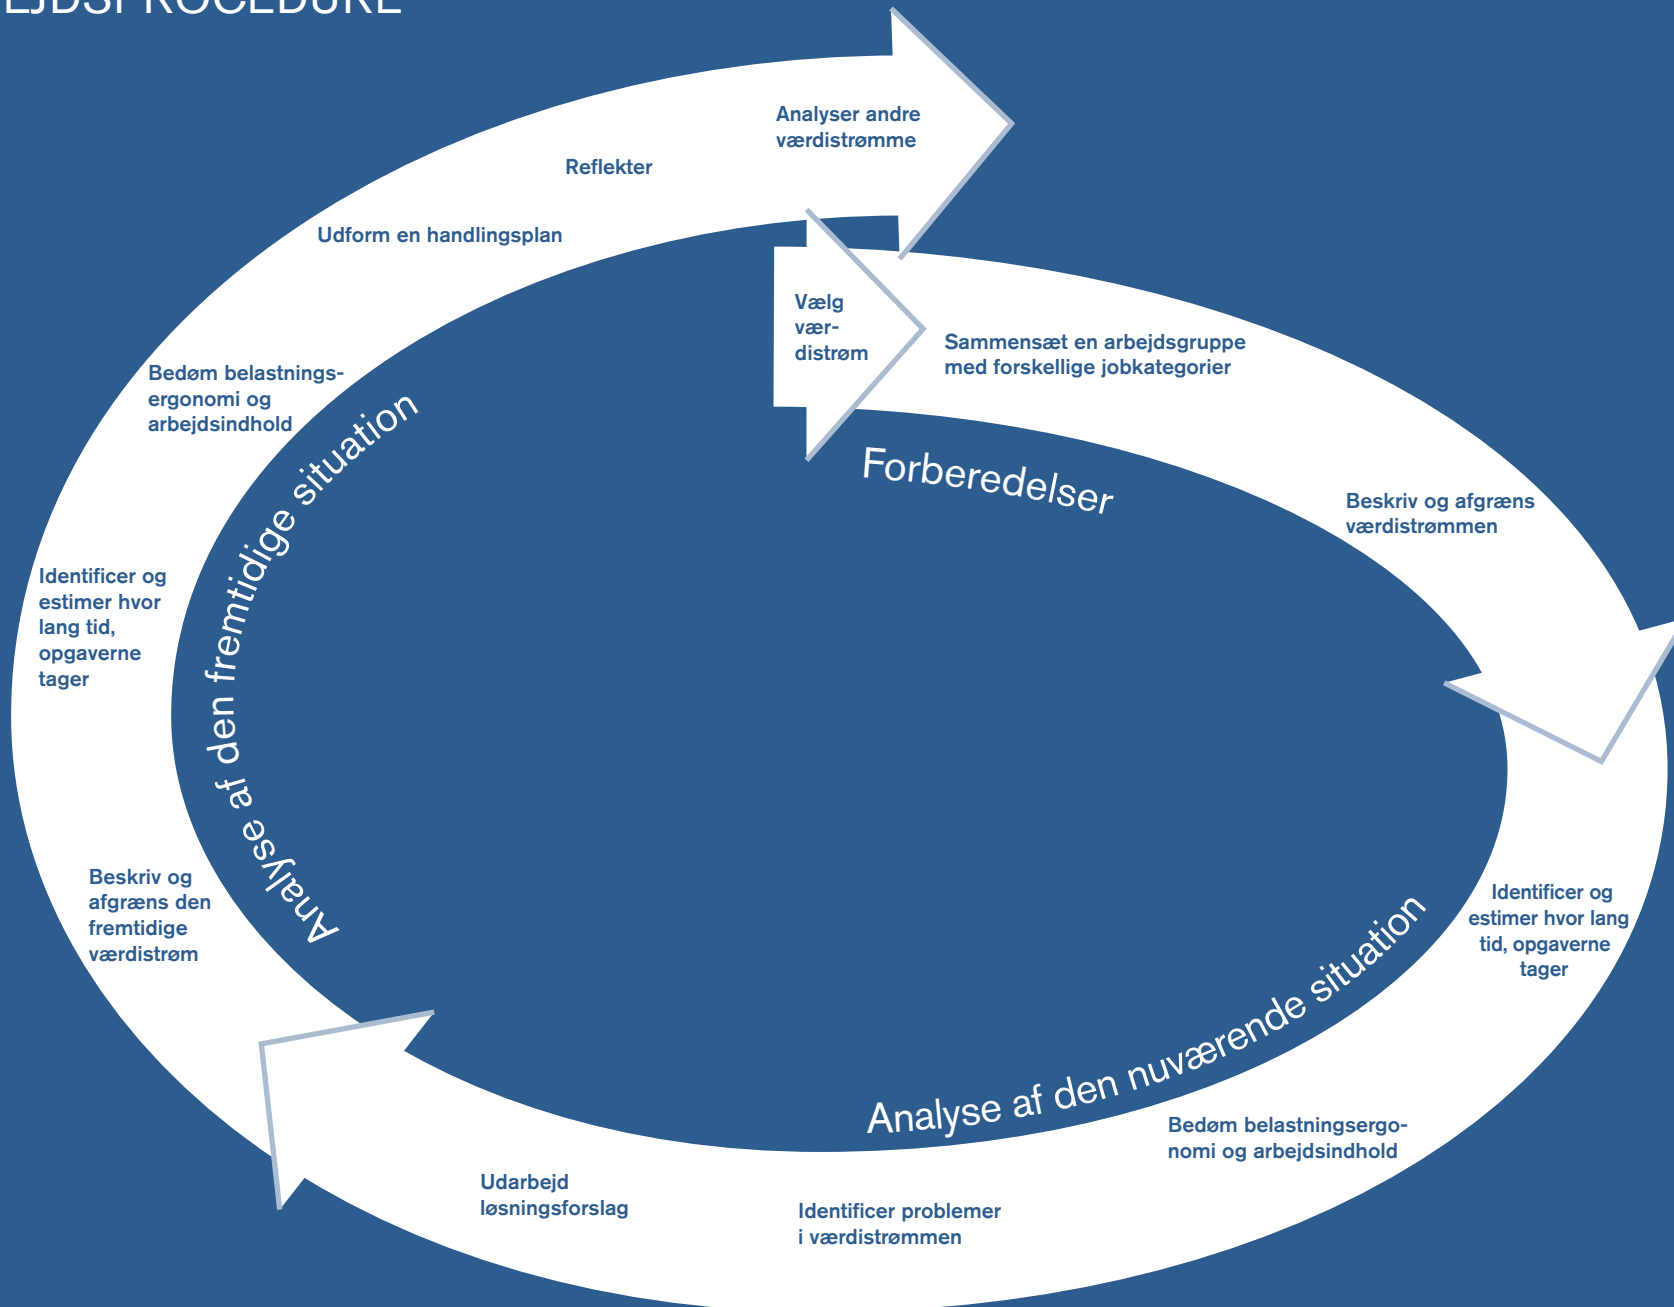 EJDSPROCEDURE
Analyser andre
værdistrømme
Reflekter
Udform en handlingsplan
Vælg
vær-
distrøm
Sammensæt en arbejdsgruppe
med forskellige jobkategorier
Bedøm belastnings-
ergonomi og
arbejdsindhold
Forberedelser
Beskriv og afgræns
værdistrømmen
Identificer og
estimer hvor
lang tid,
opgaverne
tager
Analyse af den fremtidige situation
Beskriv og
afgræns den
fremtidige
værdistrøm
Identificer og
estimer hvor lang
tid, opgaverne
tager
Analyse af den nuværende situation
Bedøm belastningsergo-
nomi og arbejdsindhold
Udarbejd
løsningsforslag
Identificer problemer
i værdistrømmen